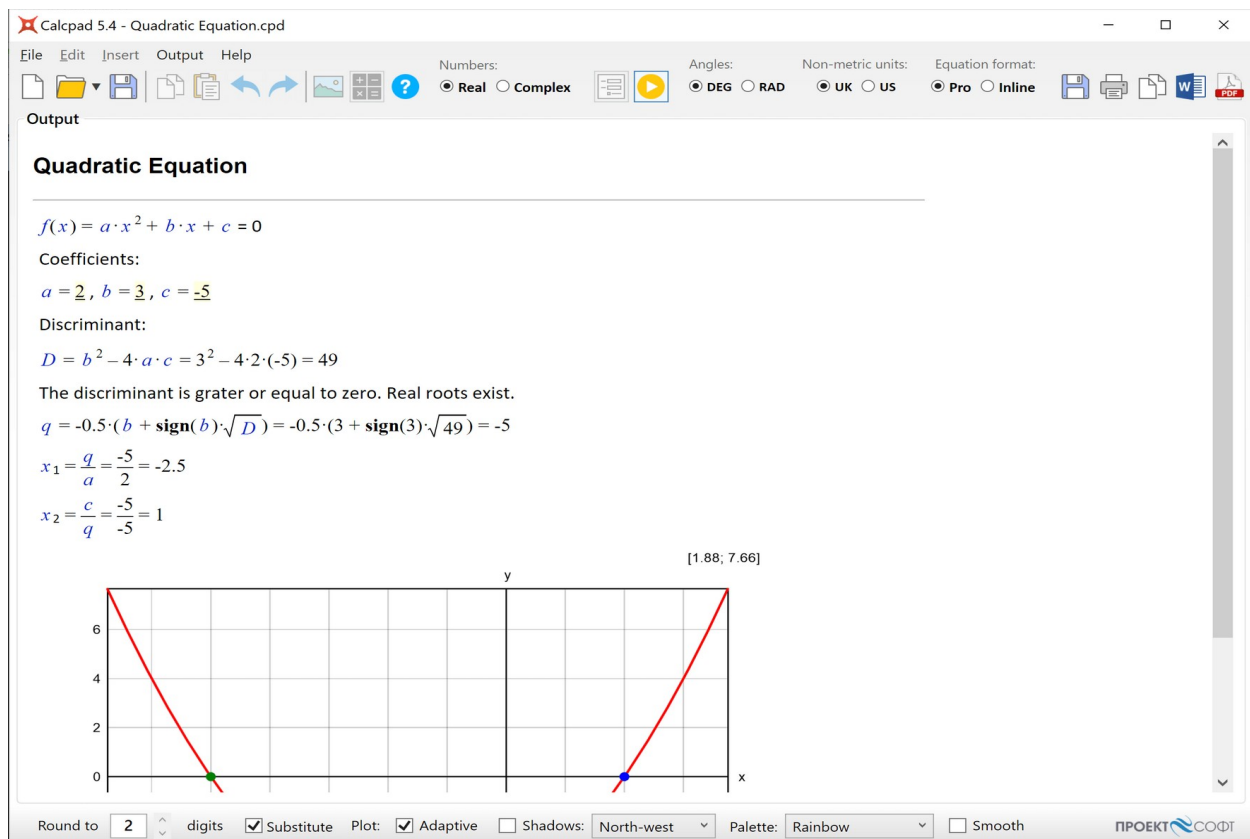 Calcpad 5.4 - Quadratic Equation.cpd
File Edit Insert Output Help
Numbers:
Real Complex
Angles:
DEG RAD
Non-metric units:
UK US
Equation format:
Pro Inline
W
PDF
Output
Quadratic Equation
f(x) = a·x² + b·x + c = 0
Coefficients:
a = 2 , b = 3 , c = -5
Discriminant:
D = b² – 4·a·c = 3² – 4·2·(-5) = 49
The discriminant is grater or equal to zero. Real roots exist.
q = -0.5·(b + sign(b)·√D) = -0.5·(3 + sign(3)·√49) = -5
x₁ = q/a = -5/2 = -2.5
x₂ = c/q = -5/-5 = 1
[1.88; 7.66]
y
6
4
2
0
x
Round to 2 digits Substitute Plot: Adaptive Shadows: North-west Palette: Rainbow Smooth ПРОЕКТСОФТ